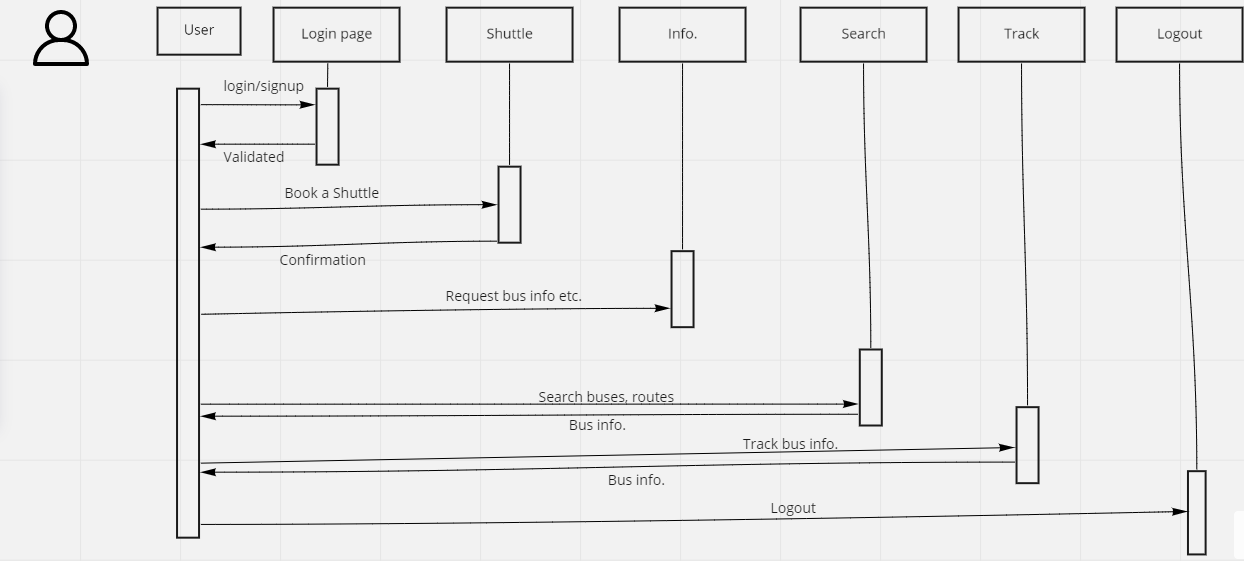 User
Login page
Shuttle
Info.
Search
Track
Logout
login/signup
Validated
Book a Shuttle
Confirmation
Request bus info etc.
Search buses, routes
Bus info.
Track bus info.
Bus info.
Logout